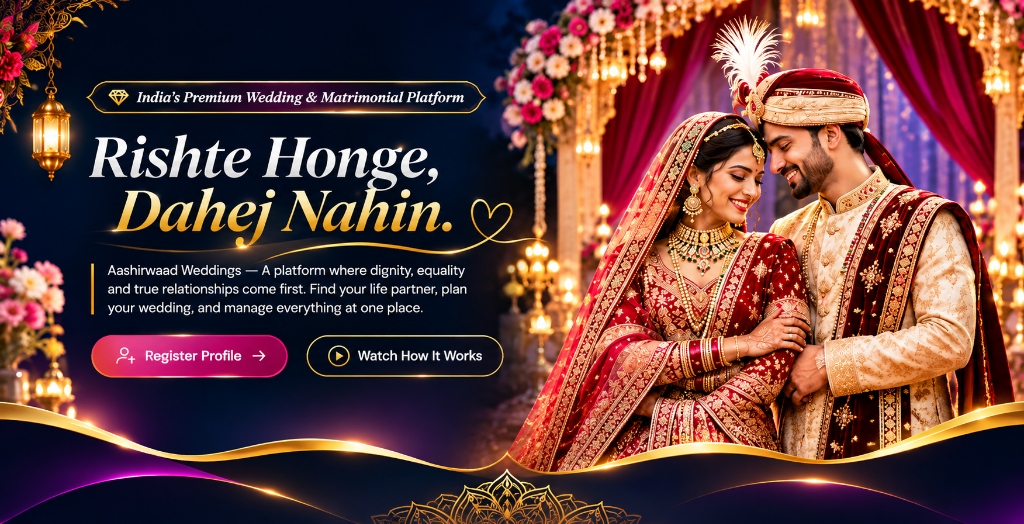 India's Premium Wedding & Matrimonial Platform
Rishte Honge,
Dahej Nahin.
Aashirwaad Weddings — A platform where dignity, equality
and true relationships come first. Find your life partner, plan
your wedding, and manage everything at one place.
Register Profile →
Watch How It Works